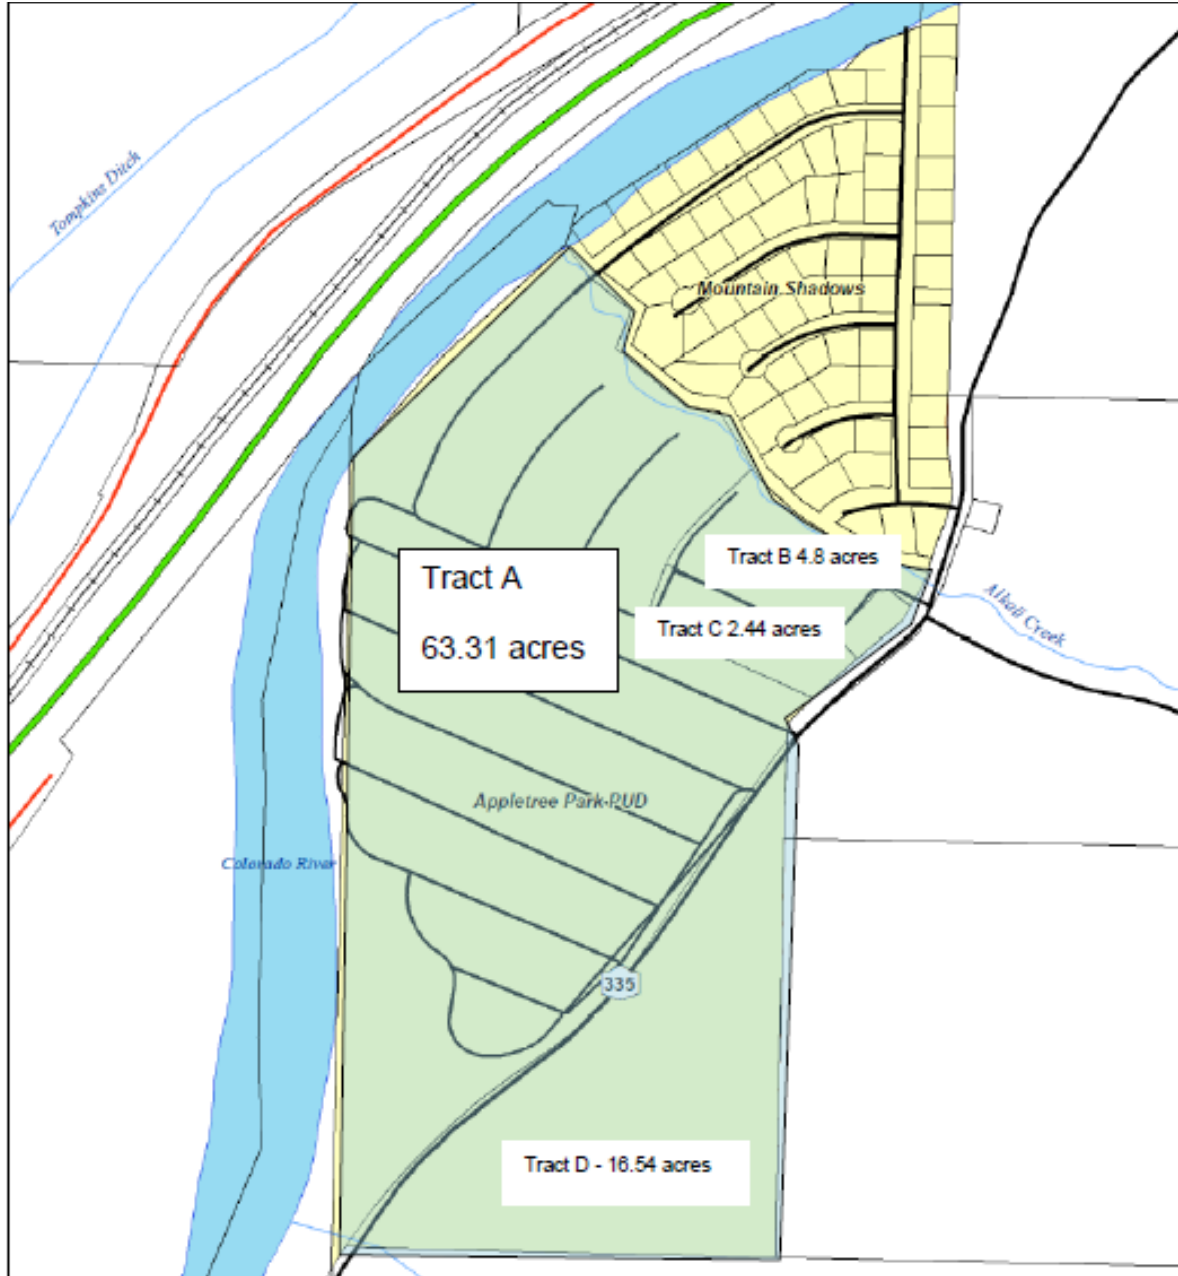 Tompkins Ditch
Mountain Shadows
Tract B 4.8 acres
Alkali Creek
Tract A
63.31 acres
Tract C 2.44 acres
Appletree Park PUD
Colorado River
335
Tract D - 16.54 acres